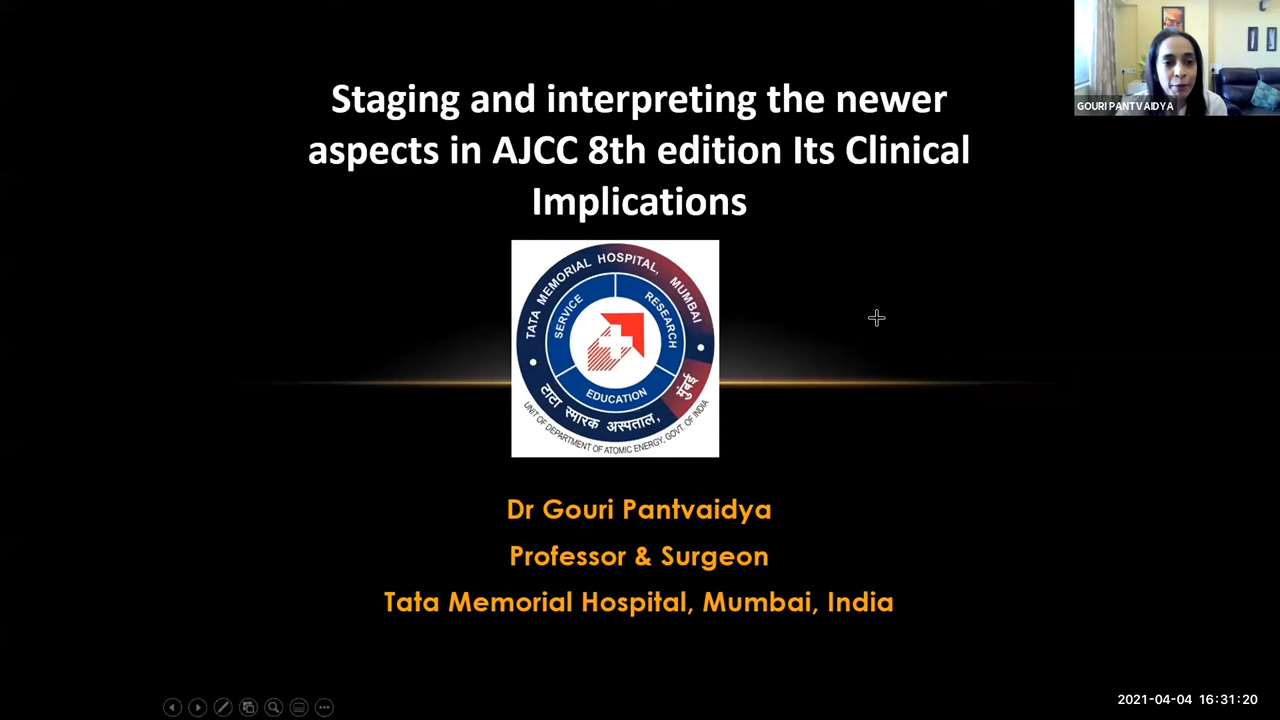 Staging and interpreting the newer
aspects in AJCC 8th edition Its Clinical
Implications
GOURI PANTVAIDYA
TATA MEMORIAL HOSPITAL, MUMBAI
SERVICE
RESEARCH
EDUCATION
टाटा स्मारक अस्पताल, मुंबई
UNIT OF DEPARTMENT OF ATOMIC ENERGY, GOVT. OF INDIA
Dr Gouri Pantvaidya
Professor & Surgeon
Tata Memorial Hospital, Mumbai, India
2021-04-04 16:31:20